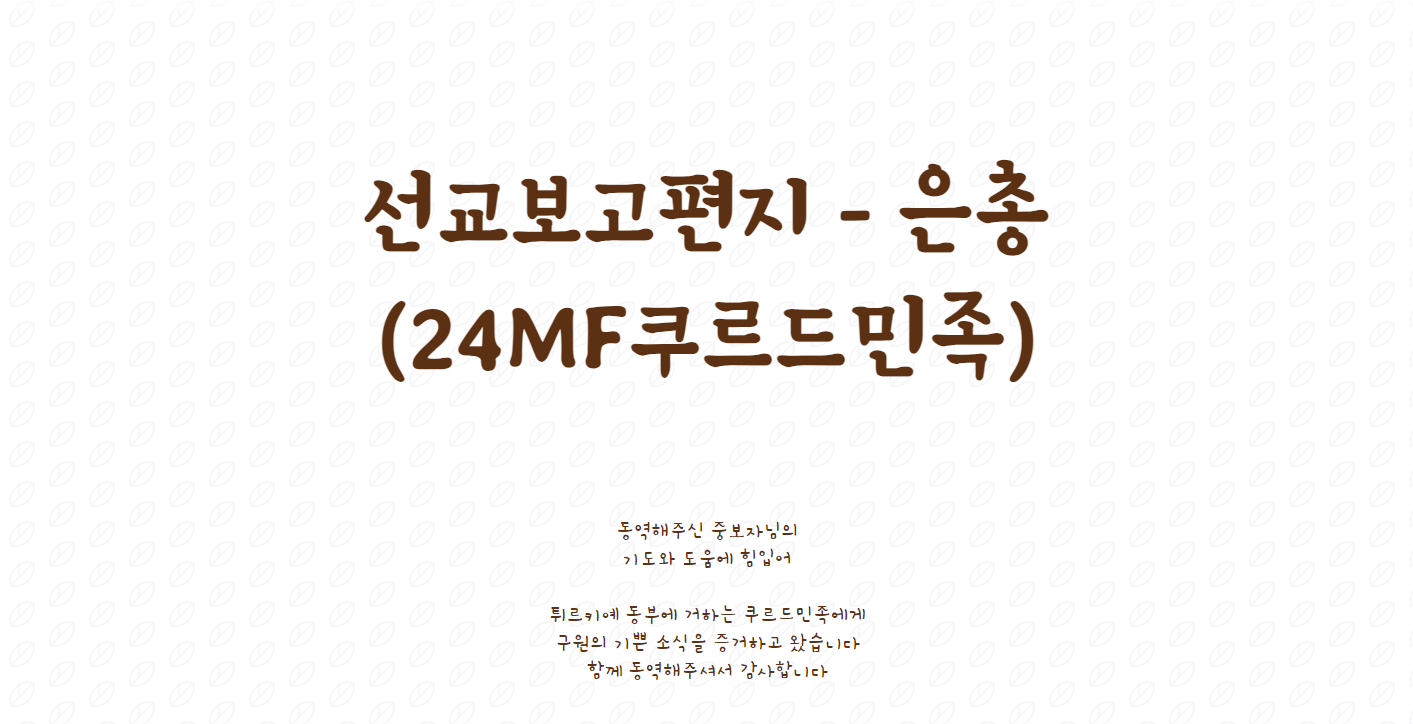 선교보고편지 - 은총
(24MF쿠르드민족)
동역해주신 중보자님의
기도와 도움에 힘입어
튀르키예 동부에 거하는 쿠르드민족에게
구원의 기쁜 소식을 증거하고 왔습니다
함께 동역해주셔서 감사합니다